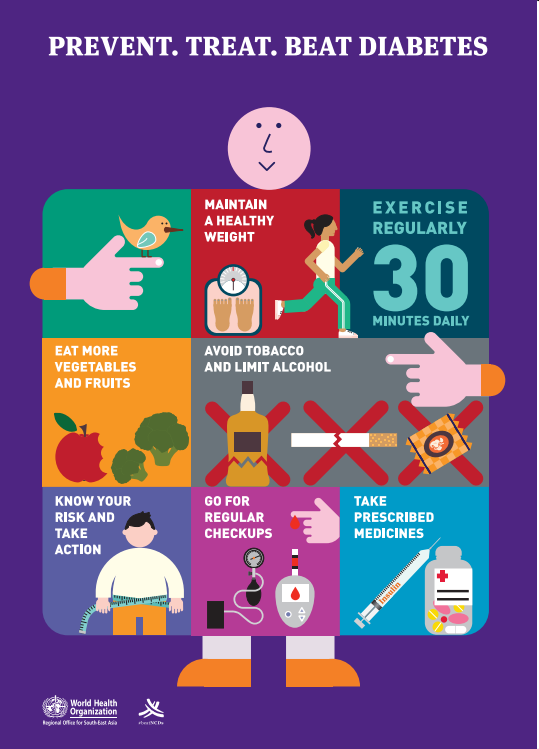 PREVENT. TREAT. BEAT DIABETES
MAINTAIN
A HEALTHY
WEIGHT
EXERCISE
REGULARLY
30
MINUTES DAILY
EAT MORE
VEGETABLES
AND FRUITS
AVOID TOBACCO
AND LIMIT ALCOHOL
KNOW YOUR
RISK AND
TAKE
ACTION
GO FOR
REGULAR
CHECKUPS
TAKE
PRESCRIBED
MEDICINES
Insulin
World Health
Organization
Regional Office for South-East Asia
#beatNCDs